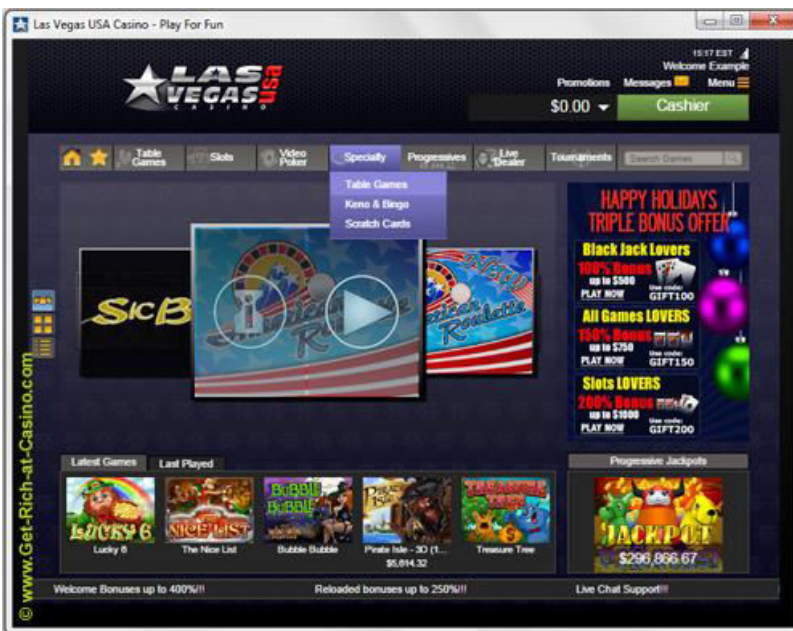 Las Vegas USA Casino - Play For Fun
15:17 EST
Welcome Example
LAS VEGAS usa
CASINO
Promotions Messages Menu
$0.00 Cashier
Table Games Slots Video Poker Specialty Progressives Live Dealer Tournaments Search Games
Table Games
Keno & Bingo
Scratch Cards
HAPPY HOLIDAYS
TRIPLE BONUS OFFER
Black Jack Lovers
100% Bonus
up to $500
PLAY NOW
Use code:
GIFT100
All Games LOVERS
150% Bonus
up to $750
PLAY NOW
Use code:
GIFT150
Slots LOVERS
200% Bonus
up to $1000
PLAY NOW
Use code:
GIFT200
SIC B
American Roulette
New!
Roulette
Latest Games Last Played
Progressive Jackpots
LUCKY 6
NICE LIST
BUBBLE BUBBLE
PIRATE ISLE
TREASURE TREE
JACKPOT
$296,866.67
Lucky 6 The Nice List Bubble Bubble Pirate Isle - 3D (1... Treasure Tree
$5,614.32
Welcome Bonuses up to 400%!!! Reloaded bonuses up to 250%!!! Live Chat Support!!!
© www.Get-Rich-at-Casino.com